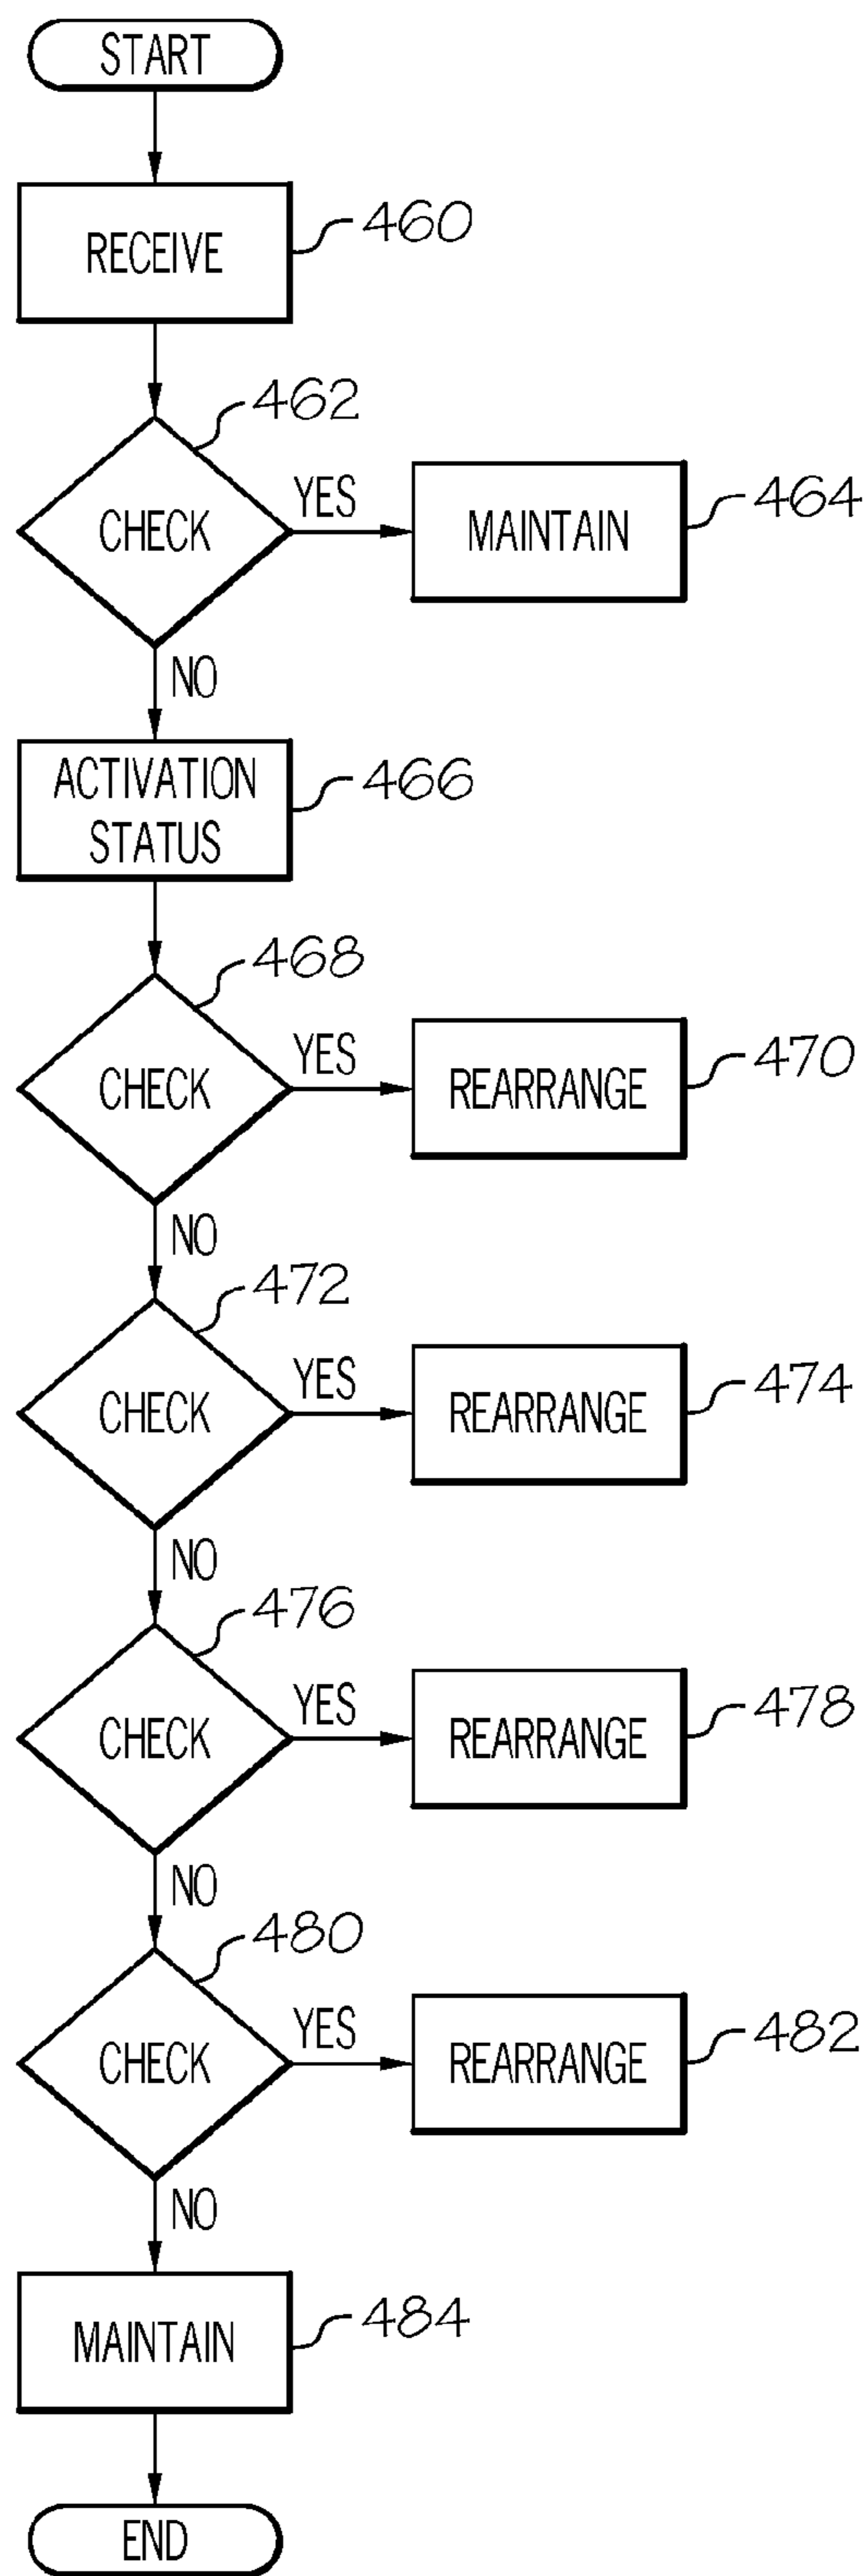 START
RECEIVE
460
462
CHECK
YES
MAINTAIN
464
NO
ACTIVATION
STATUS
466
468
CHECK
YES
REARRANGE
470
NO
472
CHECK
YES
REARRANGE
474
NO
476
CHECK
YES
REARRANGE
478
NO
480
CHECK
YES
REARRANGE
482
NO
MAINTAIN
484
END